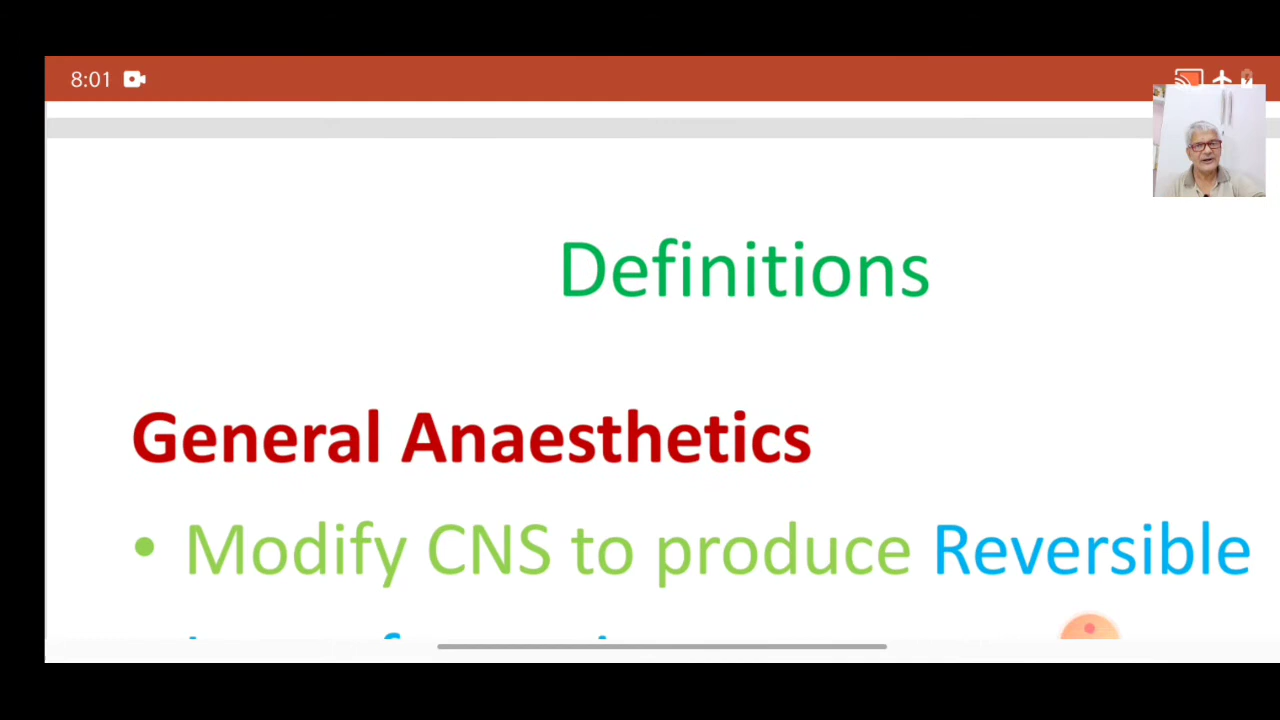 8:01
Definitions
General Anaesthetics
• Modify CNS to produce Reversible